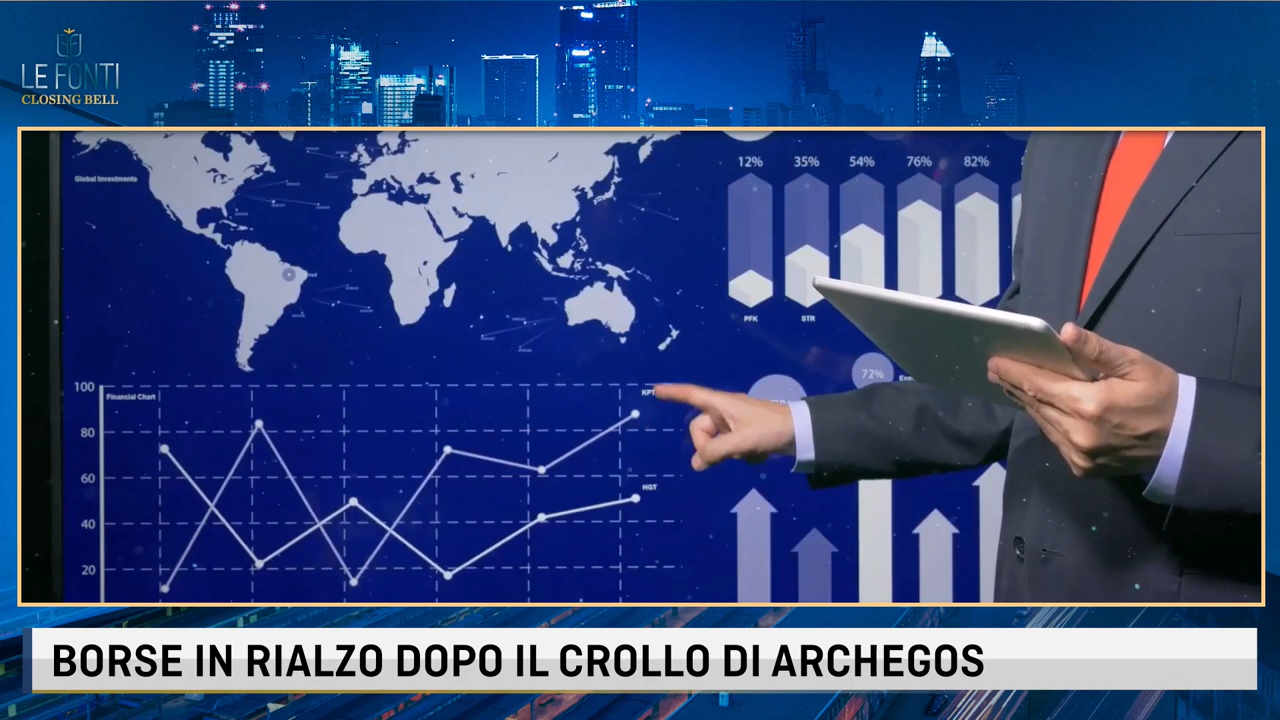 LE FONTI
CLOSING BELL
Global Investments
12% 35% 54% 76% 82%
PFK STR
72%
100
Financial Chart
KPT
80
60
HGT
40
20
BORSE IN RIALZO DOPO IL CROLLO DI ARCHEGOS